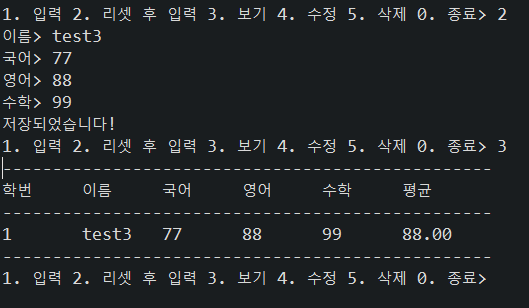 1. 입력 2. 리셋 후 입력 3. 보기 4. 수정 5. 삭제 0. 종료> 2
이름> test3
국어> 77
영어> 88
수학> 99
저장되었습니다!
1. 입력 2. 리셋 후 입력 3. 보기 4. 수정 5. 삭제 0. 종료> 3
-------------------------------------------------
학번 이름 국어 영어 수학 평균
-------------------------------------------------
1 test3 77 88 99 88.00
-------------------------------------------------
1. 입력 2. 리셋 후 입력 3. 보기 4. 수정 5. 삭제 0. 종료>